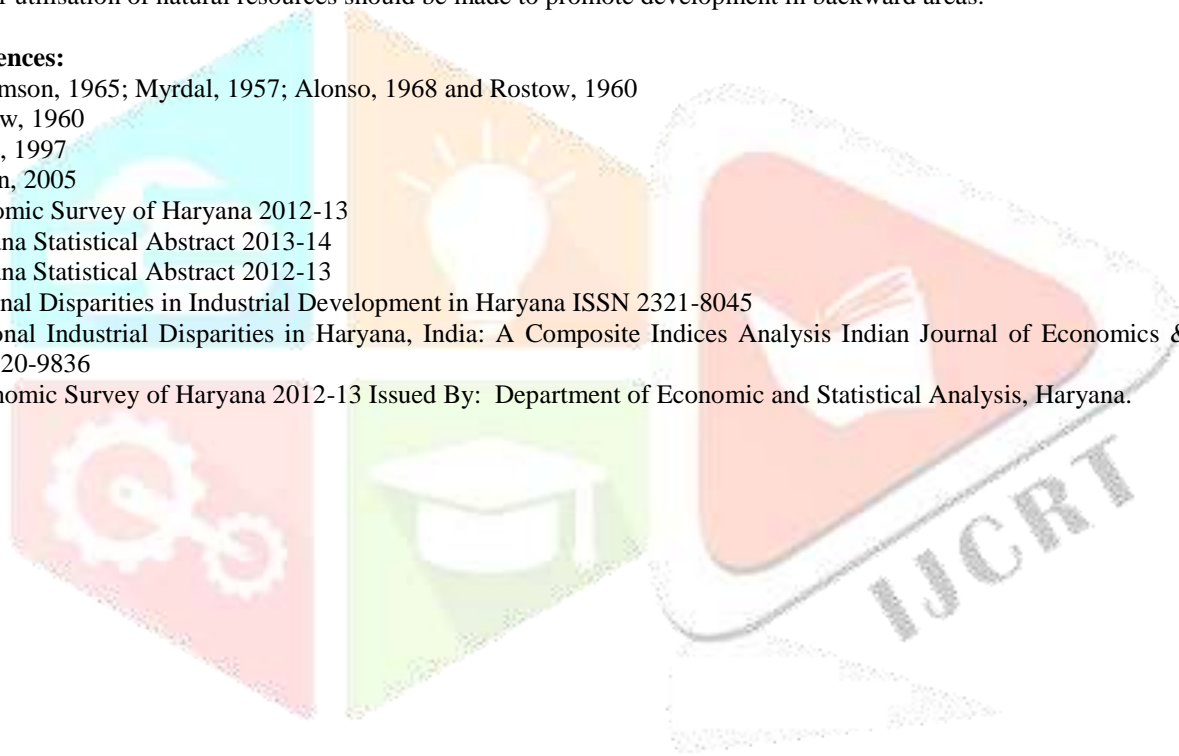 utilisation of natural resources should be made to promote development in backward areas.
ences:
mson, 1965; Myrdal, 1957; Alonso, 1968 and Rostow, 1960
w, 1960
, 1997
n, 2005
omic Survey of Haryana 2012-13
na Statistical Abstract 2013-14
na Statistical Abstract 2012-13
nal Disparities in Industrial Development in Haryana ISSN 2321-8045
onal Industrial Disparities in Haryana, India: A Composite Indices Analysis Indian Journal of Economics &
20-9836
nomic Survey of Haryana 2012-13 Issued By: Department of Economic and Statistical Analysis, Haryana.
IJCRT